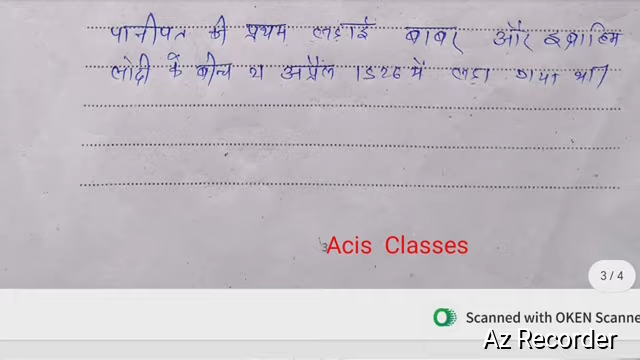 पानीपत की प्रथम लड़ाई बाबर और इब्राहिम
लोदी के बीच 21 अप्रैल 1526 में लड़ा गया था।
Acis Classes
3 / 4
Scanned with OKEN Scanne
Az Recorder